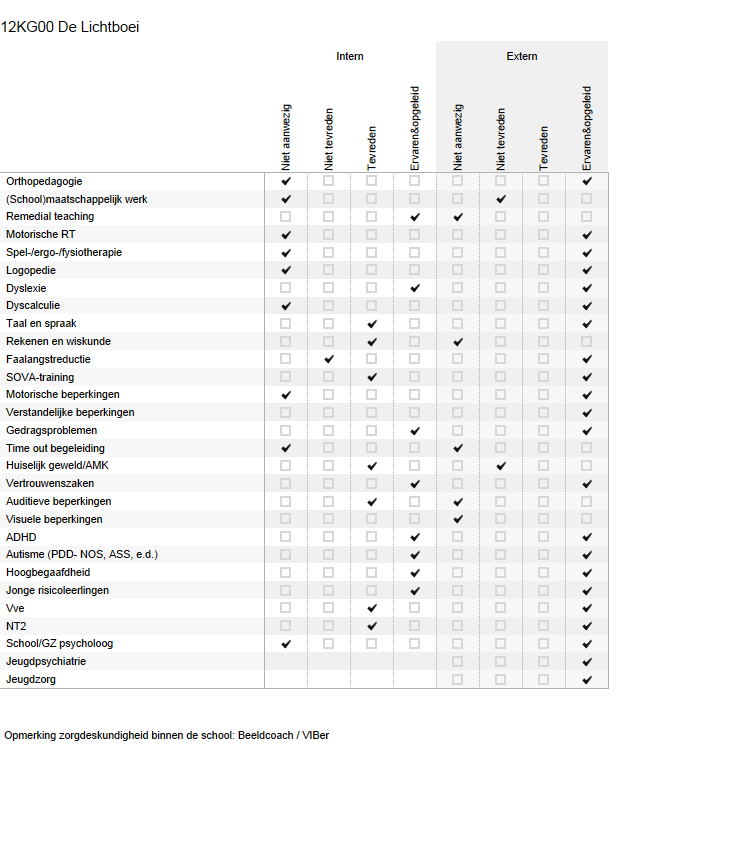 12KG00 De Lichtboei
Intern Extern
Niet aanwezig Niet tevreden Tevreden Ervaren&opgeleid Niet aanwezig Niet tevreden Tevreden Ervaren&opgeleid
Orthopedagogie
(School)maatschappelijk werk
Remedial teaching
Motorische RT
Spel-/ergo-/fysiotherapie
Logopedie
Dyslexie
Dyscalculie
Taal en spraak
Rekenen en wiskunde
Faalangstreductie
SOVA-training
Motorische beperkingen
Verstandelijke beperkingen
Gedragsproblemen
Time out begeleiding
Huiselijk geweld/AMK
Vertrouwenszaken
Auditieve beperkingen
Visuele beperkingen
ADHD
Autisme (PDD- NOS, ASS, e.d.)
Hoogbegaafdheid
Jonge risicoleerlingen
Vve
NT2
School/GZ psycholoog
Jeugdpsychiatrie
Jeugdzorg
Opmerking zorgdeskundigheid binnen de school: Beeldcoach / VIBer